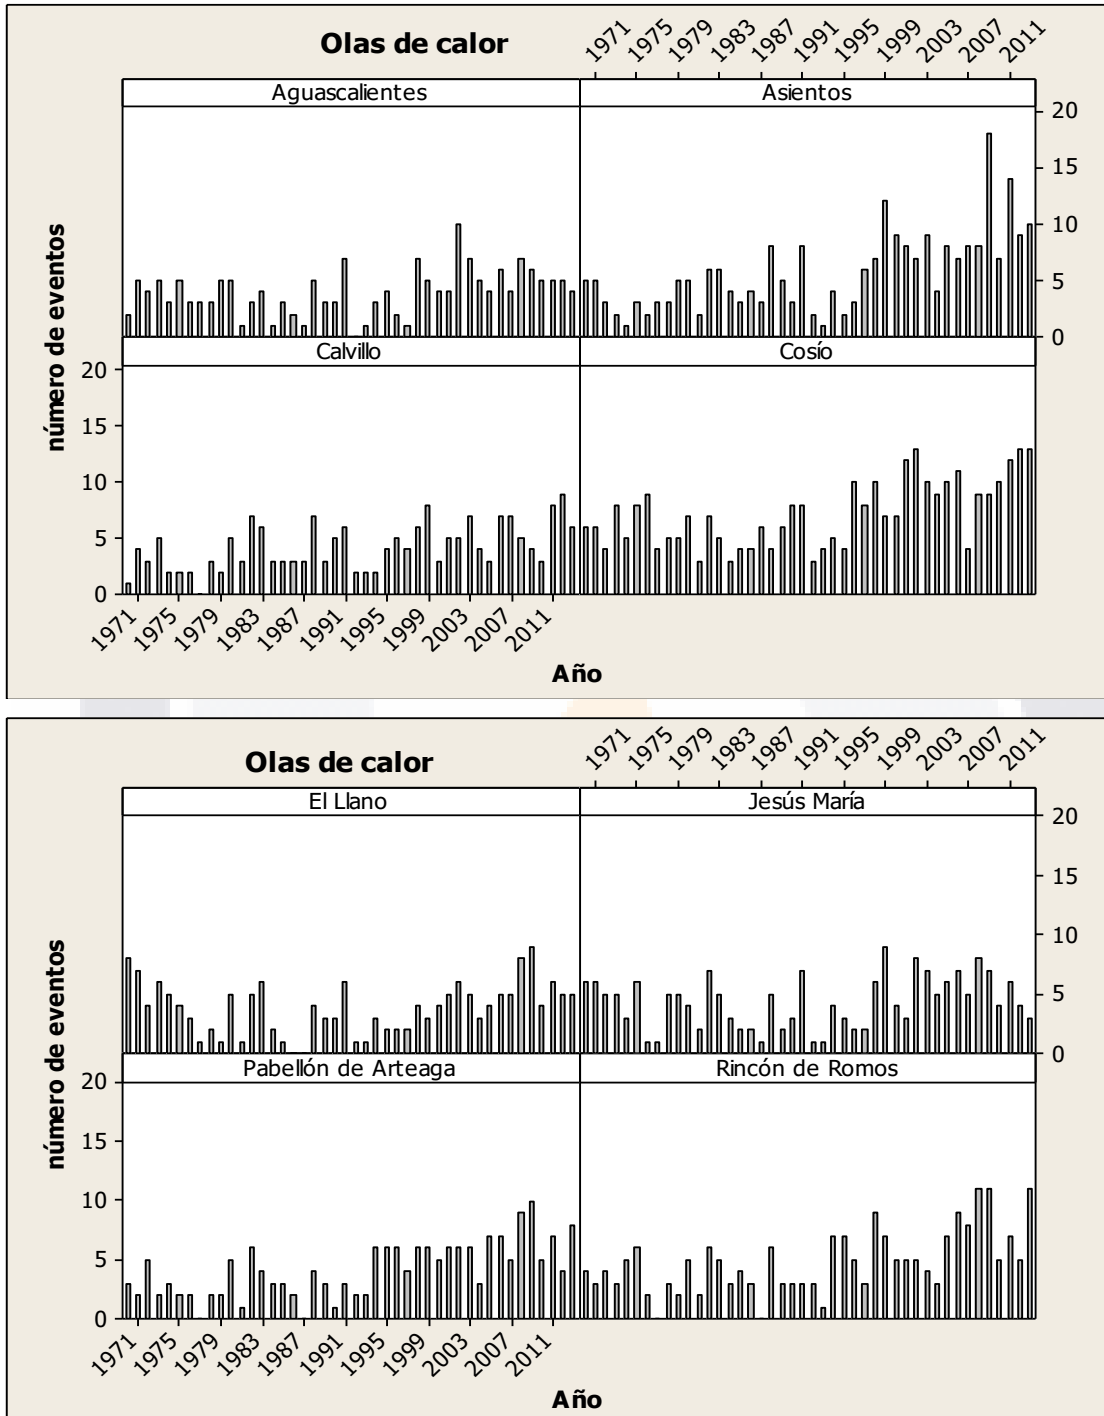 Olas de calor
1971 1975 1979 1983 1987 1991 1995 1999 2003 2007 2011
Aguascalientes Asientos
20
15
10
5
0
Calvillo Cosío
20
15
10
5
0
número de eventos
1971 1975 1979 1983 1987 1991 1995 1999 2003 2007 2011
Año
Olas de calor
1971 1975 1979 1983 1987 1991 1995 1999 2003 2007 2011
El Llano Jesús María
20
15
10
5
0
Pabellón de Arteaga Rincón de Romos
20
15
10
5
0
número de eventos
1971 1975 1979 1983 1987 1991 1995 1999 2003 2007 2011
Año